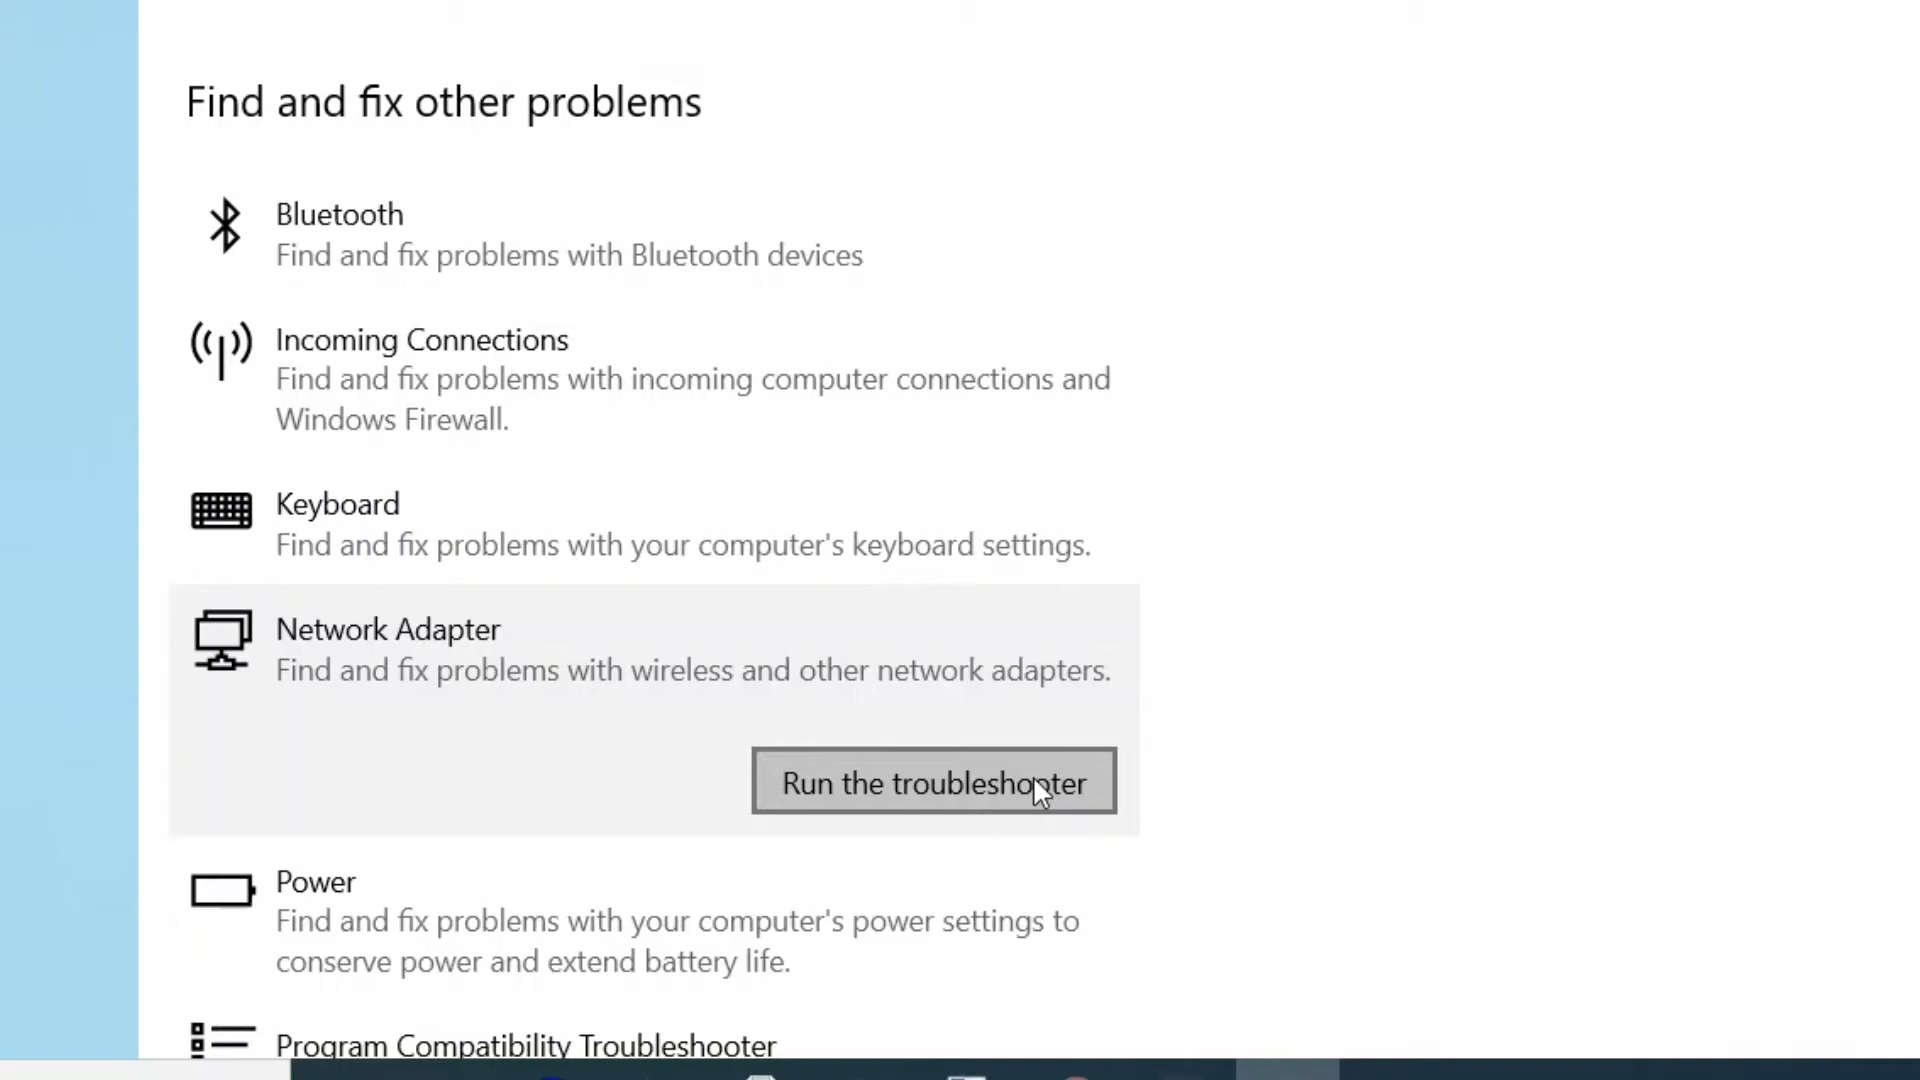 Find and fix other problems
Bluetooth
Find and fix problems with Bluetooth devices
Incoming Connections
Find and fix problems with incoming computer connections and
Windows Firewall.
Keyboard
Find and fix problems with your computer's keyboard settings.
Network Adapter
Find and fix problems with wireless and other network adapters.
Run the troubleshooter
Power
Find and fix problems with your computer's power settings to
conserve power and extend battery life.
Program Compatibility Troubleshooter